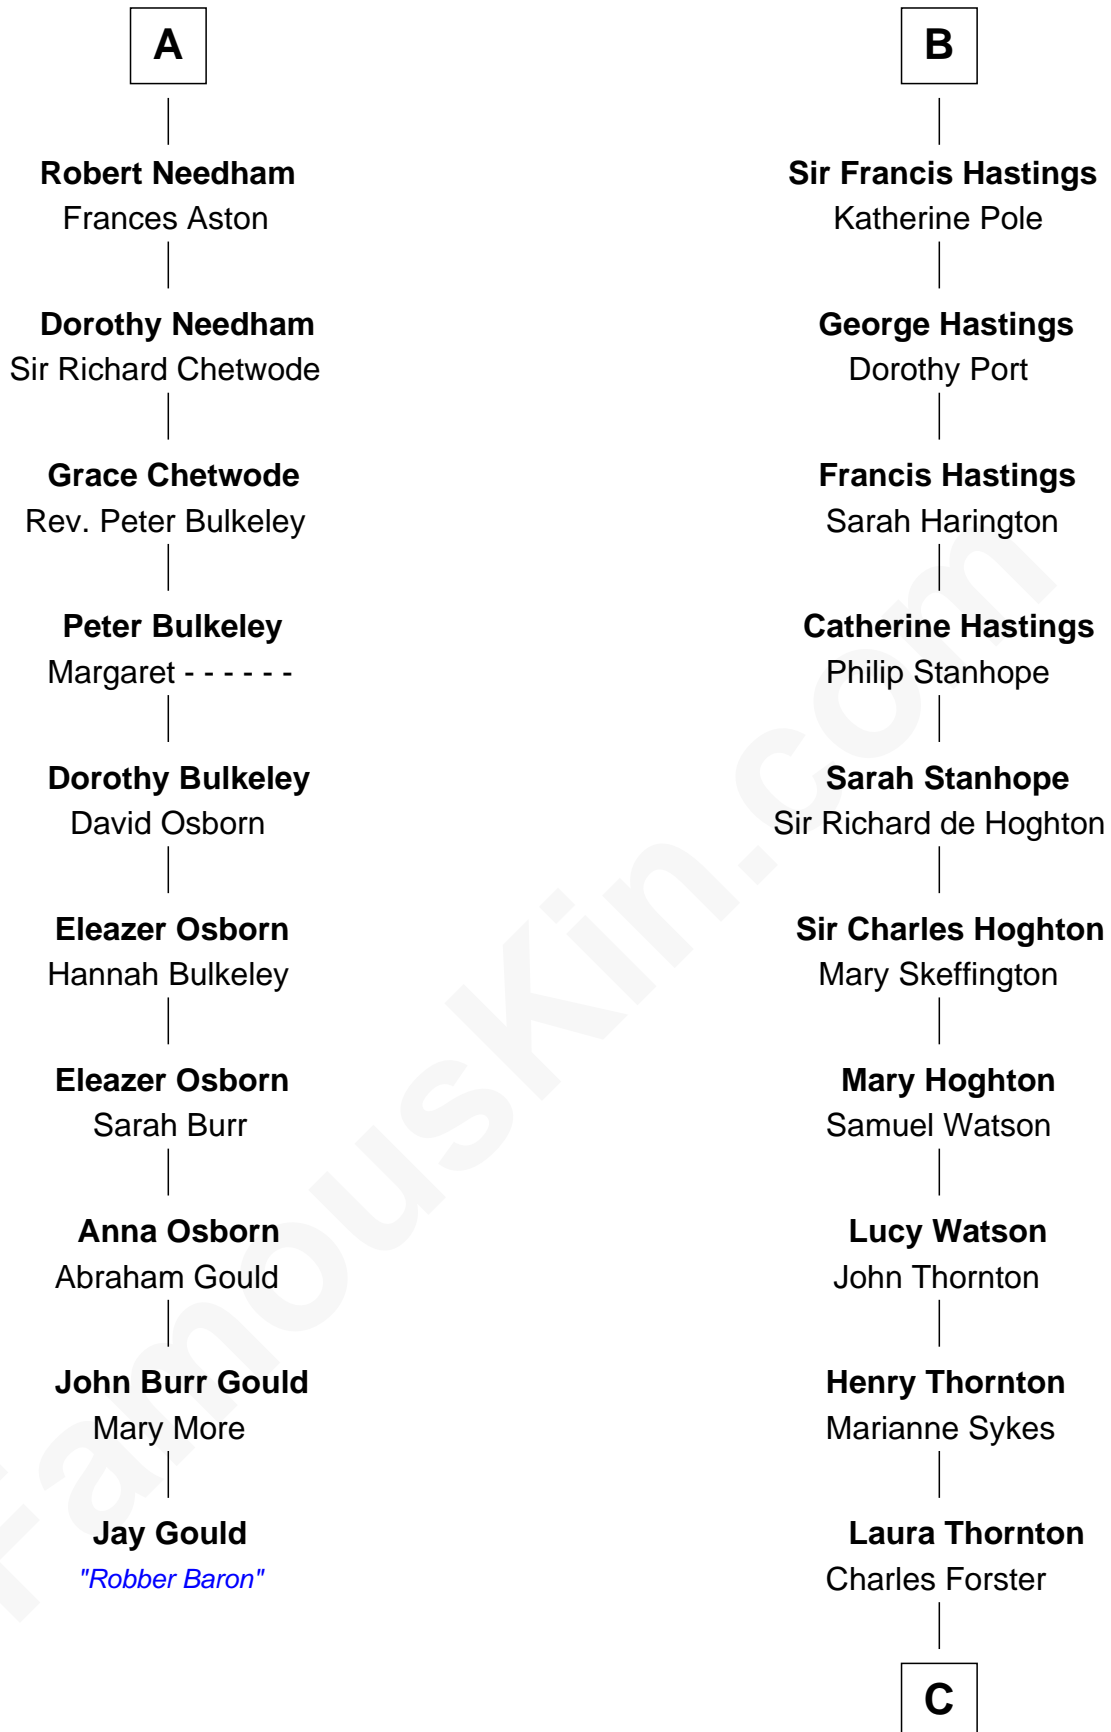 A
Robert Needham
Frances Aston
Dorothy Needham
Sir Richard Chetwode
Grace Chetwode
Rev. Peter Bulkeley
Peter Bulkeley
Margaret - - - - - -
Dorothy Bulkeley
David Osborn
Eleazer Osborn
Hannah Bulkeley
Eleazer Osborn
Sarah Burr
Anna Osborn
Abraham Gould
John Burr Gould
Mary More
Jay Gould
"Robber Baron"
B
Sir Francis Hastings
Katherine Pole
George Hastings
Dorothy Port
Francis Hastings
Sarah Harington
Catherine Hastings
Philip Stanhope
Sarah Stanhope
Sir Richard de Hoghton
Sir Charles Hoghton
Mary Skeffington
Mary Hoghton
Samuel Watson
Lucy Watson
John Thornton
Henry Thornton
Marianne Sykes
Laura Thornton
Charles Forster
C
FamousKin.com